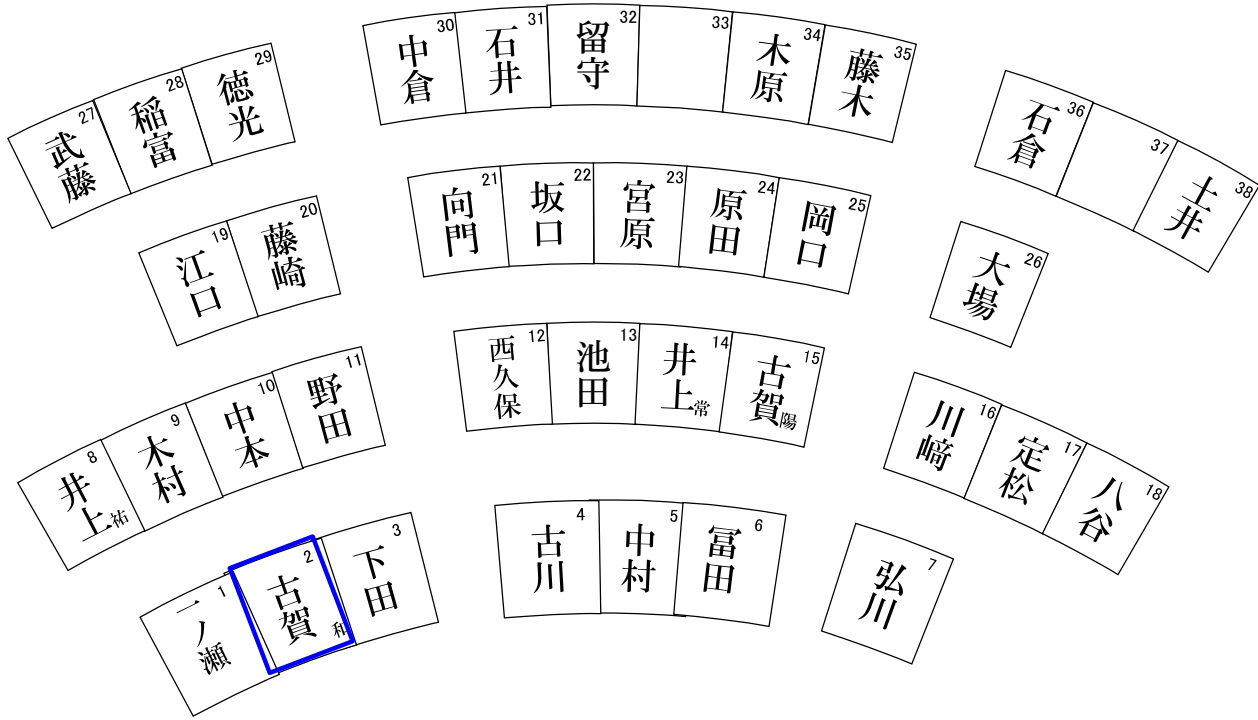 27 武藤
28 稲富
29 徳光
30 中倉
31 石井
32 留守
33
34 木原
35 藤木
36 石倉
37
38 土井
19 江口
20 藤崎
21 向門
22 坂口
23 宮原
24 原田
25 岡口
26 大場
8 井上祐
9 木村
10 中本
11 野田
12 西久保
13 池田
14 井上常
15 古賀陽
16 川﨑
17 定松
18 八谷
1 一ノ瀬
2 古賀和
3 下田
4 古川
5 中村
6 冨田
7 弘川